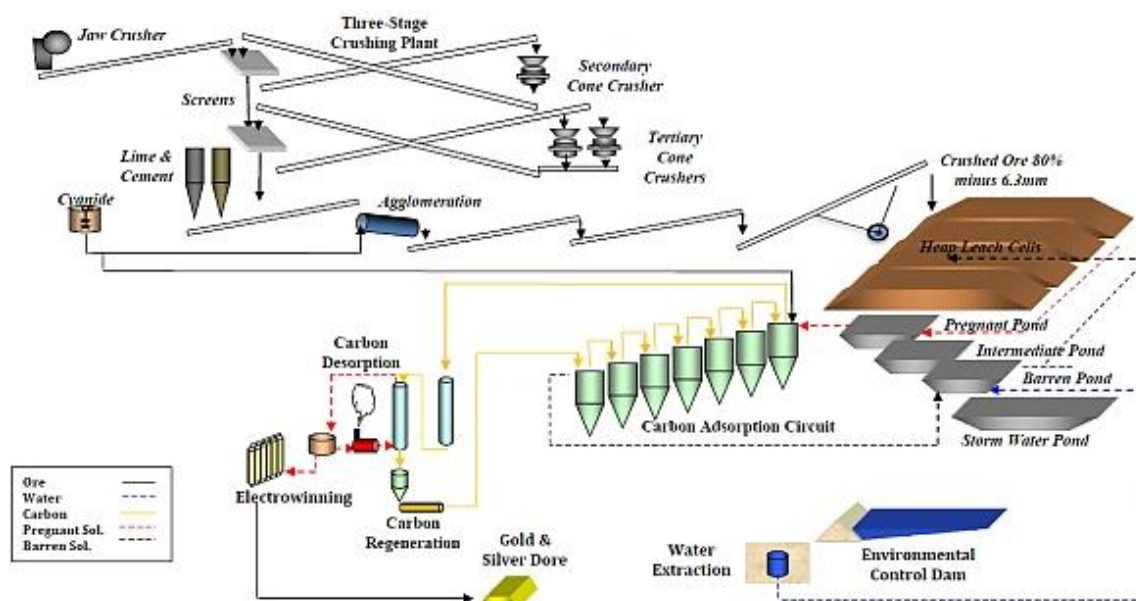 Jaw Crusher
Three-Stage
Crushing Plant
Secondary
Cone Crusher
Screens
Tertiary
Cone
Crushers
Lime &
Cement
Crushed Ore 80%
minus 6.3mm
Cyanide
Agglomeration
Heap Leach Cells
Pregnant Pond
Intermediate Pond
Barren Pond
Storm Water Pond
Carbon
Desorption
Carbon Adsorption Circuit
Electrowinning
Carbon
Regeneration
Ore
Water
Carbon
Pregnant Sol.
Barren Sol.
Gold &
Silver Dore
Water
Extraction
Environmental
Control Dam